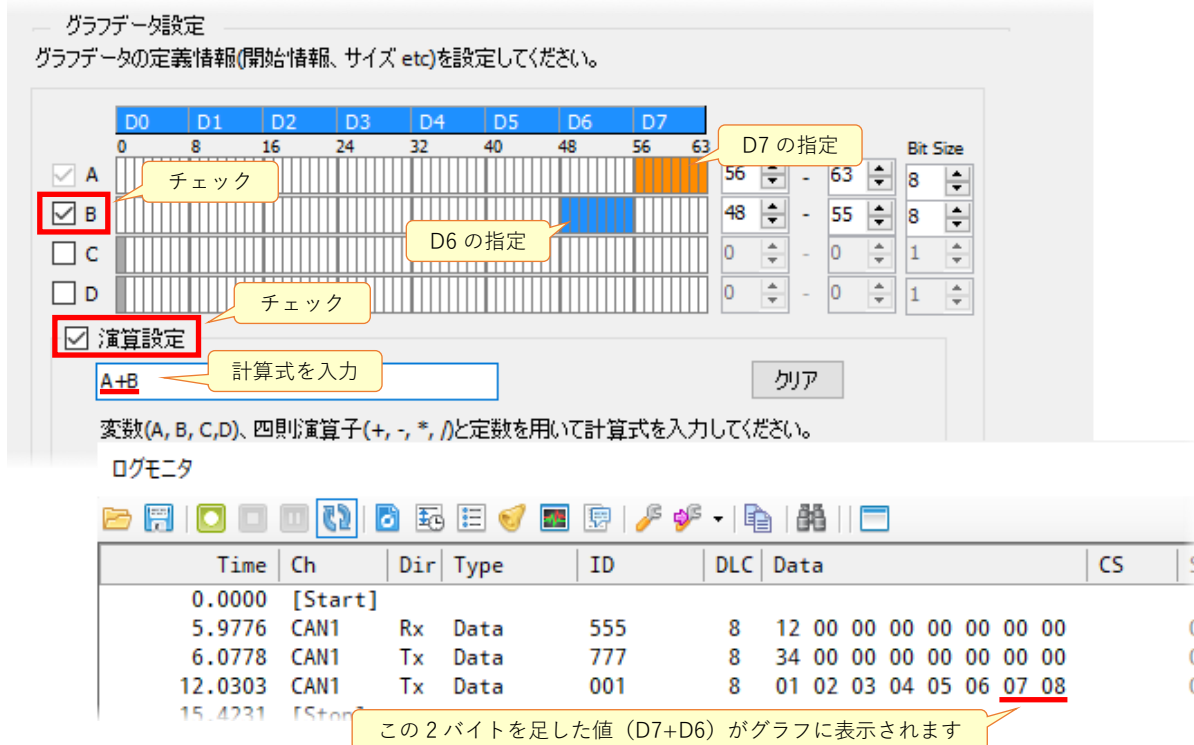 グラフデータ設定
グラフデータの定義情報(開始情報、サイズ etc)を設定してください。
D0 D1 D2 D3 D4 D5 D6 D7
0 8 16 24 32 40 48 56 63
D7 の指定
Bit Size
A
56 - 63 8
チェック
B
48 - 55 8
D6 の指定
C
0 - 0 1
D
0 - 0 1
チェック
演算設定
A+B
計算式を入力
クリア
変数(A, B, C,D)、四則演算子(+, -, *, /)と定数を用いて計算式を入力してください。
ログモニタ
Time Ch Dir Type ID DLC Data CS
0.0000 [Start]
5.9776 CAN1 Rx Data 555 8 12 00 00 00 00 00 00 00
6.0778 CAN1 Tx Data 777 8 34 00 00 00 00 00 00 00
12.0303 CAN1 Tx Data 001 8 01 02 03 04 05 06 07 08
15.4231 [Stop]
この 2 バイトを足した値（D7+D6）がグラフに表示されます